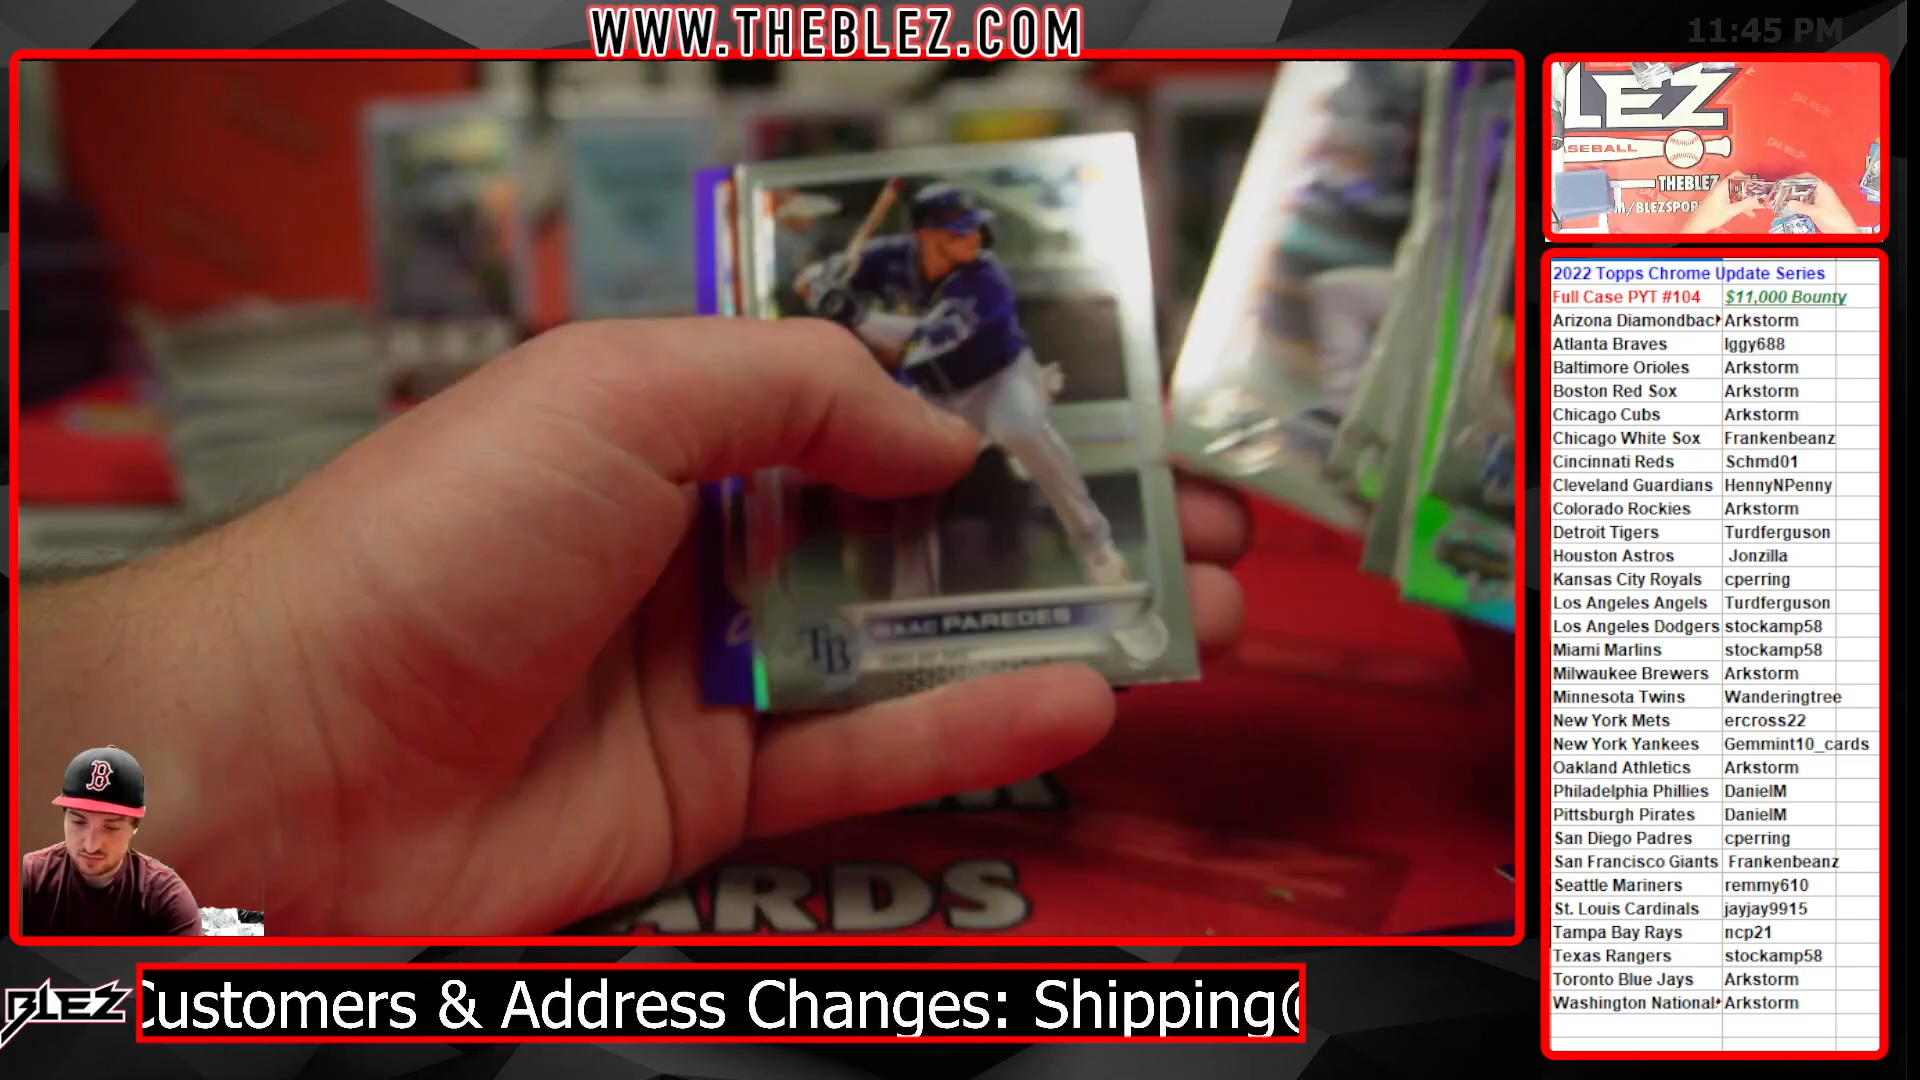 WWW.THEBLEZ.COM
11:45 PM
BLEZ
ASEBALL
THEBLEZ
M/BLEZSPOR
TB PAREDES
ARDS
2022 Topps Chrome Update Series
Full Case PYT #104 $11,000 Bounty
Arizona Diamondback Arkstorm
Atlanta Braves Iggy688
Baltimore Orioles Arkstorm
Boston Red Sox Arkstorm
Chicago Cubs Arkstorm
Chicago White Sox Frankenbeanz
Cincinnati Reds Schmd01
Cleveland Guardians HennyNPenny
Colorado Rockies Arkstorm
Detroit Tigers Turdferguson
Houston Astros Jonzilla
Kansas City Royals cperring
Los Angeles Angels Turdferguson
Los Angeles Dodgers stockamp58
Miami Marlins stockamp58
Milwaukee Brewers Arkstorm
Minnesota Twins Wanderingtree
New York Mets ercross22
New York Yankees Gemmint10_cards
Oakland Athletics Arkstorm
Philadelphia Phillies DanielM
Pittsburgh Pirates DanielM
San Diego Padres cperring
San Francisco Giants Frankenbeanz
Seattle Mariners remmy610
St. Louis Cardinals jayjay9915
Tampa Bay Rays ncp21
Texas Rangers stockamp58
Toronto Blue Jays Arkstorm
Washington National Arkstorm
B
BLEZ
Customers & Address Changes: Shipping@